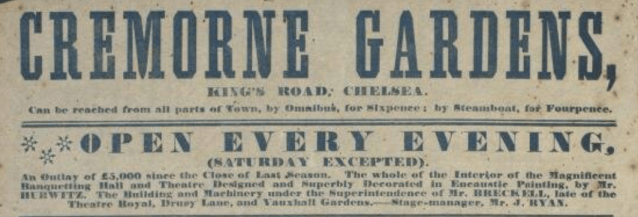 CREMORNE GARDENS,
KING'S ROAD, CHELSEA.
Can be reached from all parts of Town, by Omnibus, for Sixpence; by Steamboat, for Fourpence.
⁂ OPEN EVERY EVENING,
(SATURDAY EXCEPTED).
An Outlay of £5,000 since the Close of Last Season. The whole of the Interior of the Magnificent
Banquetting Hall and Theatre Designed and Superbly Decorated in Encaustic Painting, by Mr.
HURWITZ. The Building and Machinery under the Superintendence of Mr. BRECKELL, late of the
Theatre Royal, Drury Lane, and Vauxhall Gardens.—Stage-manager, Mr. J. RYAN.